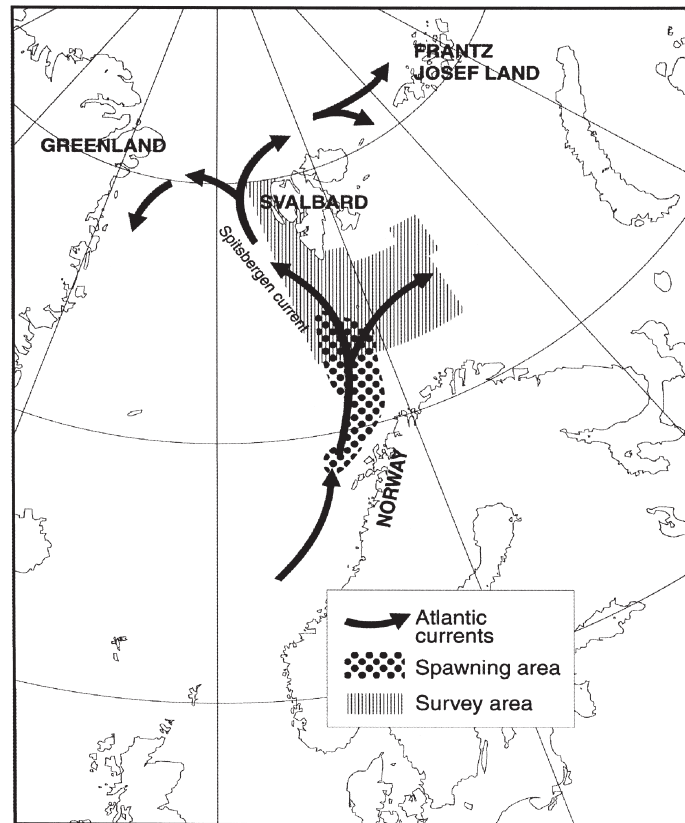 FRANTZ
JOSEF LAND
GREENLAND
SVALBARD
Spitsbergen current
NORWAY
Atlantic
currents
Spawning area
Survey area